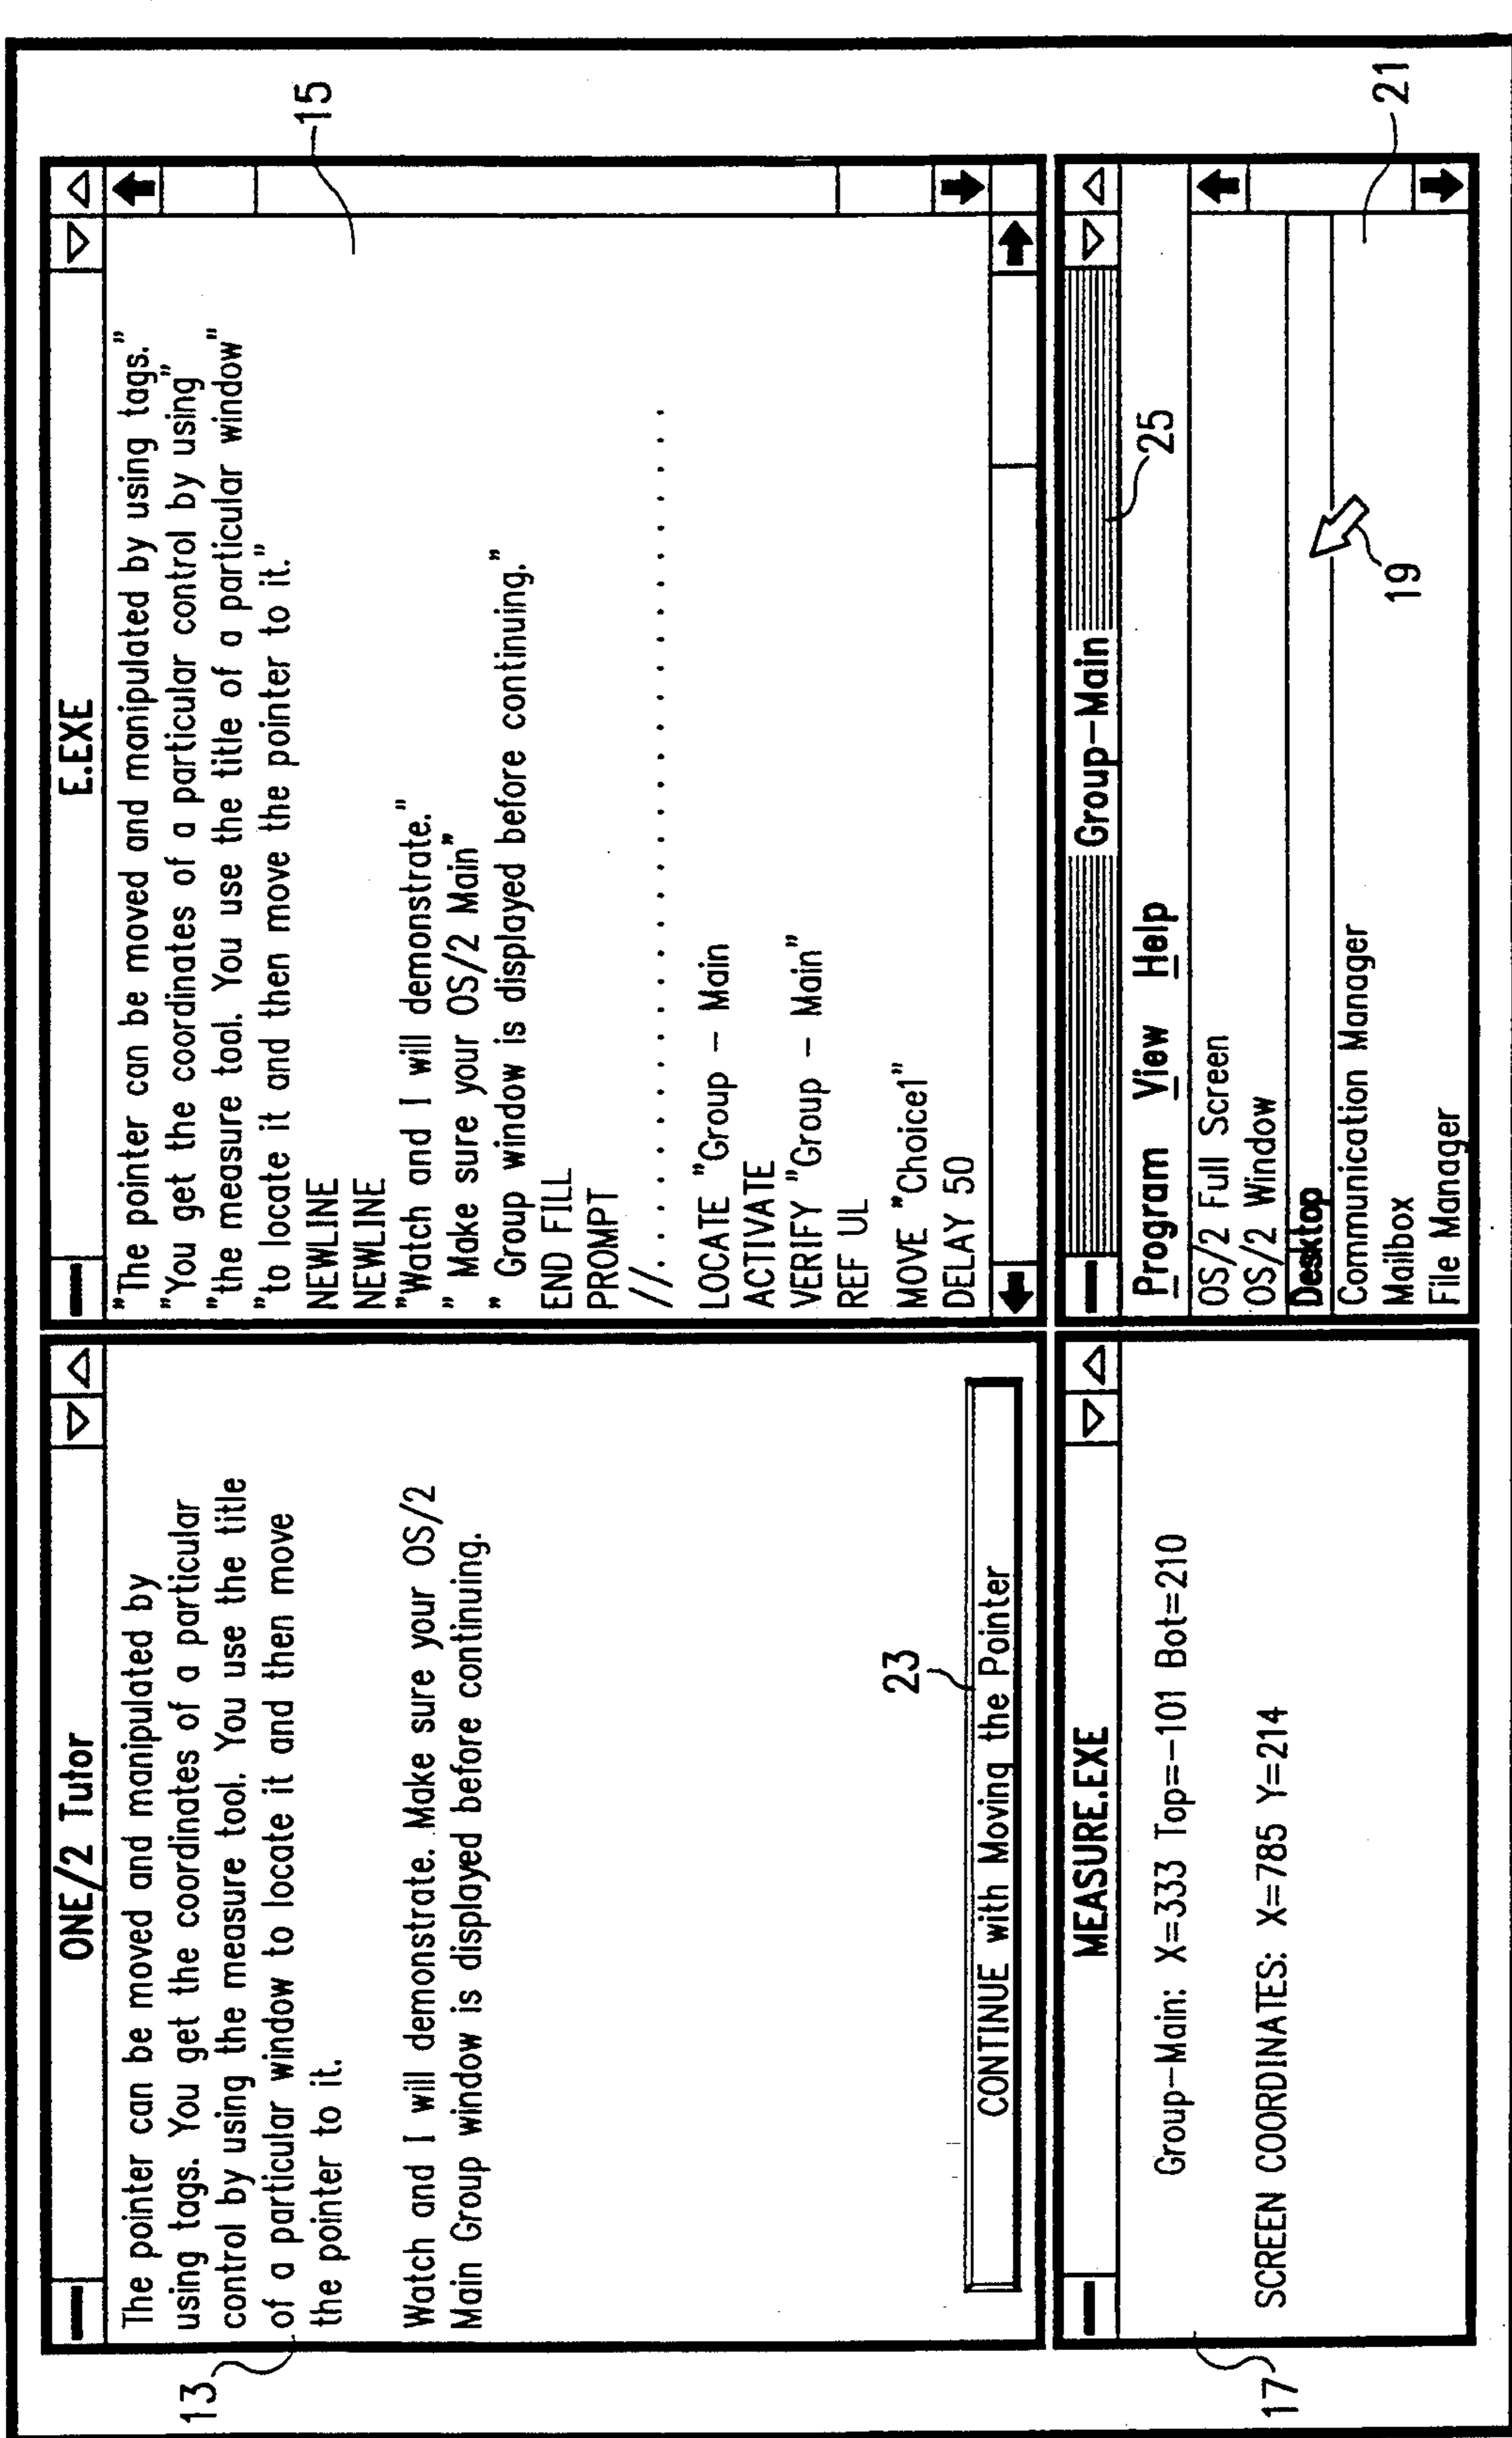 ONE/2 Tutor
The pointer can be moved and manipulated by
using tags. You get the coordinates of a particular
control by using the measure tool. You use the title
of a particular window to locate it and then move
the pointer to it.
Watch and I will demonstrate. Make sure your OS/2
Main Group window is displayed before continuing.
23
CONTINUE with Moving the Pointer
13
E.EXE
"The pointer can be moved and manipulated by using tags."
"You get the coordinates of a particular control by using"
"the measure tool. You use the title of a particular window"
"to locate it and then move the pointer to it."
NEWLINE
NEWLINE
"Watch and I will demonstrate."
" Make sure your OS/2 Main"
" Group window is displayed before continuing."
END FILL
PROMPT
//. . . . . . . . . . . . . . . . . . . . . . . . . . . . . . .
LOCATE "Group - Main
ACTIVATE
VERIFY "Group - Main"
REF UL
MOVE "Choice1"
DELAY 50
15
MEASURE.EXE
Group-Main: X=333 Top=-101 Bot=210
SCREEN COORDINATES: X=785 Y=214
17
Group-Main
25
Program View Help
OS/2 Full Screen
OS/2 Window
Desktop
Communication Manager
Mailbox
File Manager
19
21